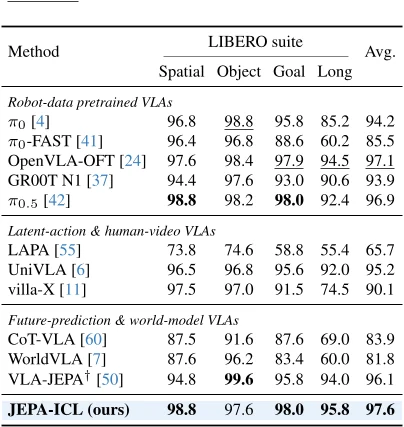 Method LIBERO suite Avg.
Spatial Object Goal Long
Robot-data pretrained VLAs
π0 [4] 96.8 98.8 95.8 85.2 94.2
π0-FAST [41] 96.4 96.8 88.6 60.2 85.5
OpenVLA-OFT [24] 97.6 98.4 97.9 94.5 97.1
GR00T N1 [37] 94.4 97.6 93.0 90.6 93.9
π0.5 [42] 98.8 98.2 98.0 92.4 96.9
Latent-action & human-video VLAs
LAPA [55] 73.8 74.6 58.8 55.4 65.7
UniVLA [6] 96.5 96.8 95.6 92.0 95.2
villa-X [11] 97.5 97.0 91.5 74.5 90.1
Future-prediction & world-model VLAs
CoT-VLA [60] 87.5 91.6 87.6 69.0 83.9
WorldVLA [7] 87.6 96.2 83.4 60.0 81.8
VLA-JEPA† [50] 94.8 99.6 95.8 94.0 96.1
JEPA-ICL (ours) 98.8 97.6 98.0 95.8 97.6